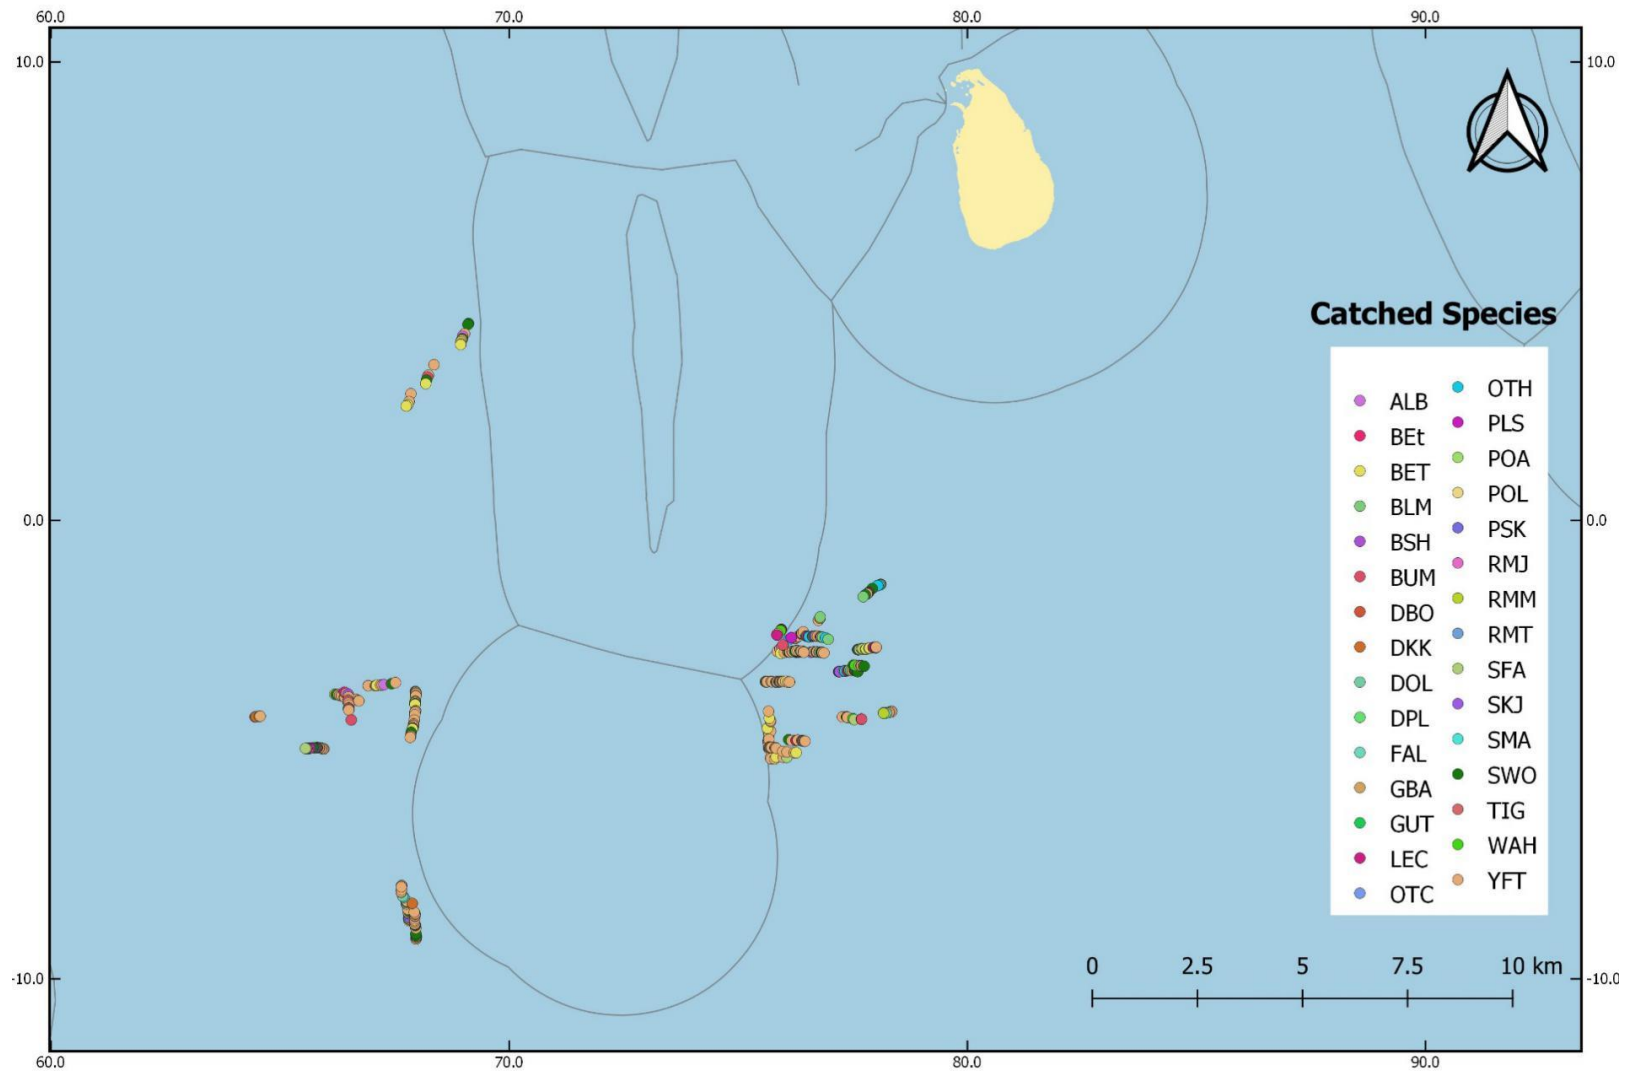 60.0 70.0 80.0 90.0
10.0 10.0
Catched Species
ALB
BEt
BET
BLM
BSH
BUM
DBO
DKK
DOL
DPL
FAL
GBA
GUT
LEC
OTC
OTH
PLS
POA
POL
PSK
RMJ
RMM
RMT
SFA
SKJ
SMA
SWO
TIG
WAH
YFT
0.0 0.0
0 2.5 5 7.5 10 km
-10.0 -10.0
60.0 70.0 80.0 90.0